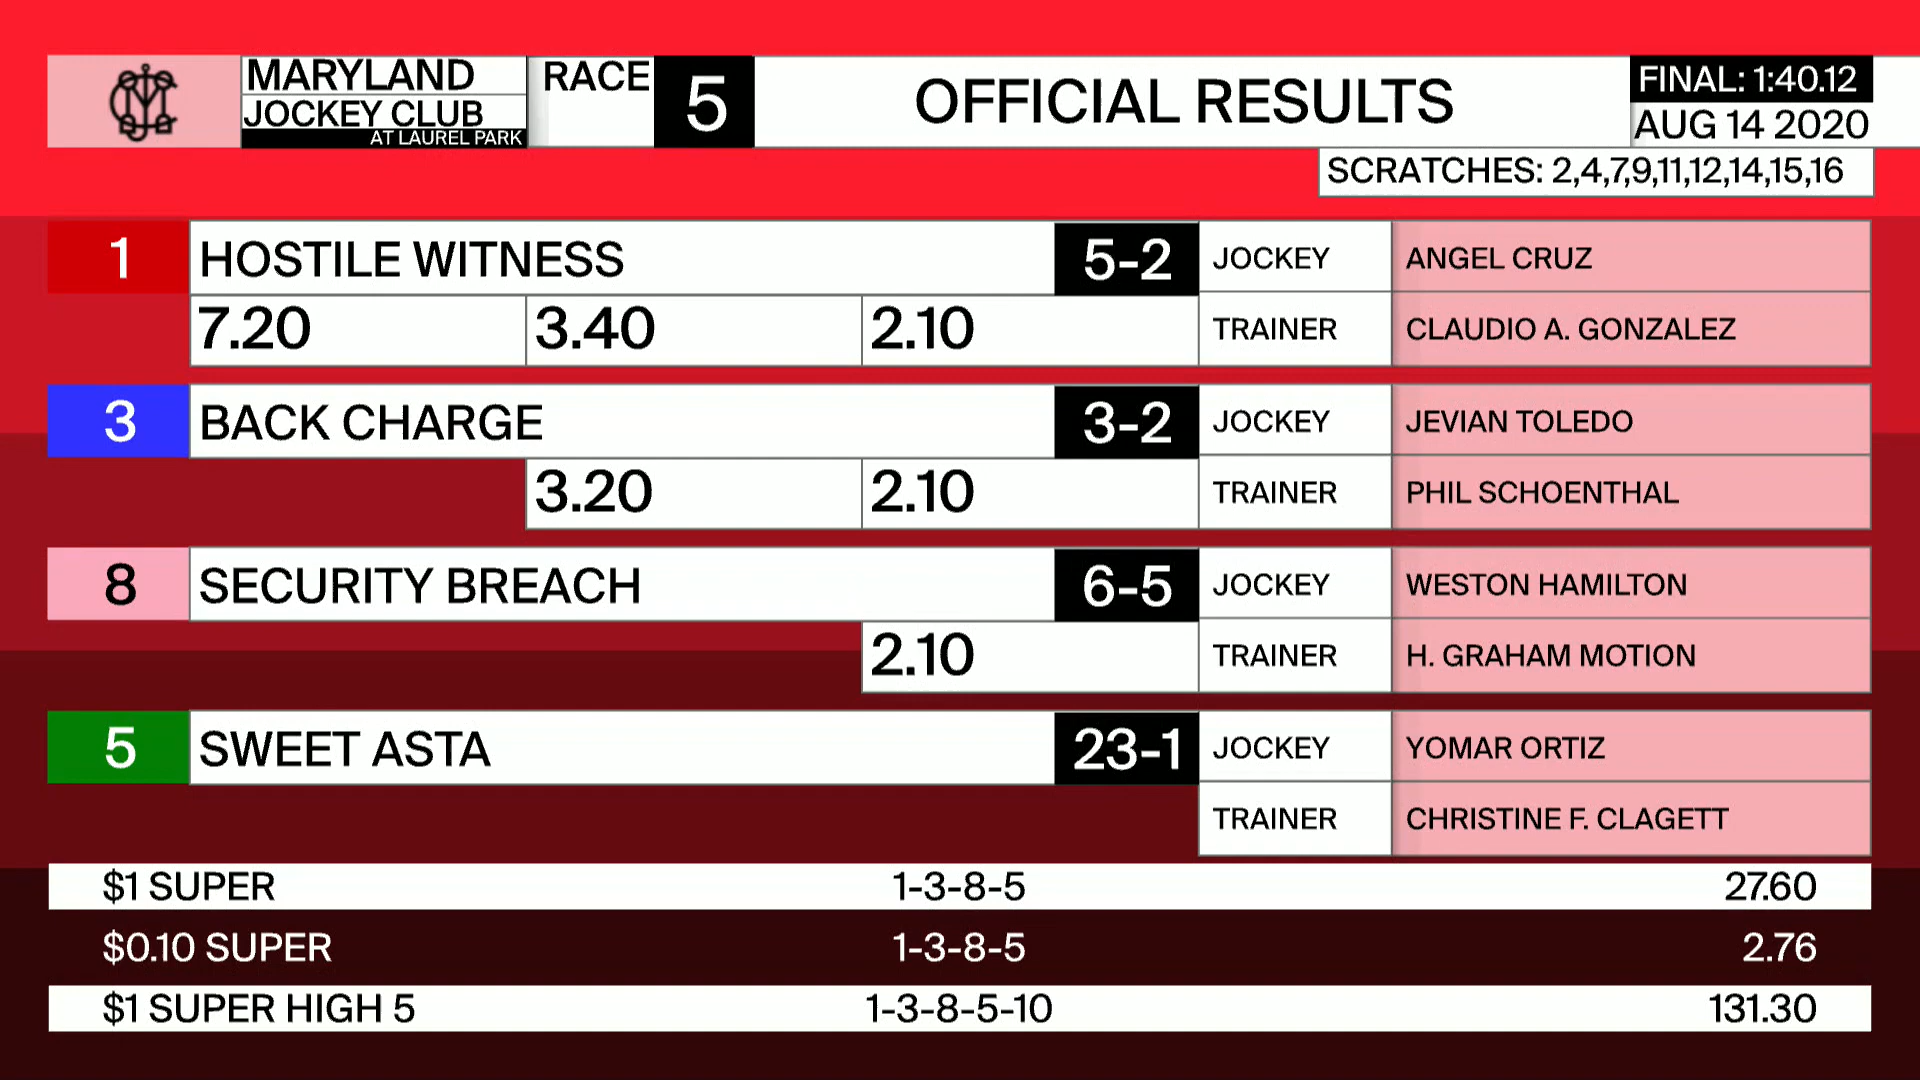 MARYLAND
JOCKEY CLUB
AT LAUREL PARK
RACE 5
OFFICIAL RESULTS
FINAL: 1:40.12
AUG 14 2020
SCRATCHES: 2,4,7,9,11,12,14,15,16
1 HOSTILE WITNESS 5-2 JOCKEY ANGEL CRUZ
7.20 3.40 2.10 TRAINER CLAUDIO A. GONZALEZ
3 BACK CHARGE 3-2 JOCKEY JEVIAN TOLEDO
3.20 2.10 TRAINER PHIL SCHOENTHAL
8 SECURITY BREACH 6-5 JOCKEY WESTON HAMILTON
2.10 TRAINER H. GRAHAM MOTION
5 SWEET ASTA 23-1 JOCKEY YOMAR ORTIZ
TRAINER CHRISTINE F. CLAGETT
$1 SUPER 1-3-8-5 27.60
$0.10 SUPER 1-3-8-5 2.76
$1 SUPER HIGH 5 1-3-8-5-10 131.30